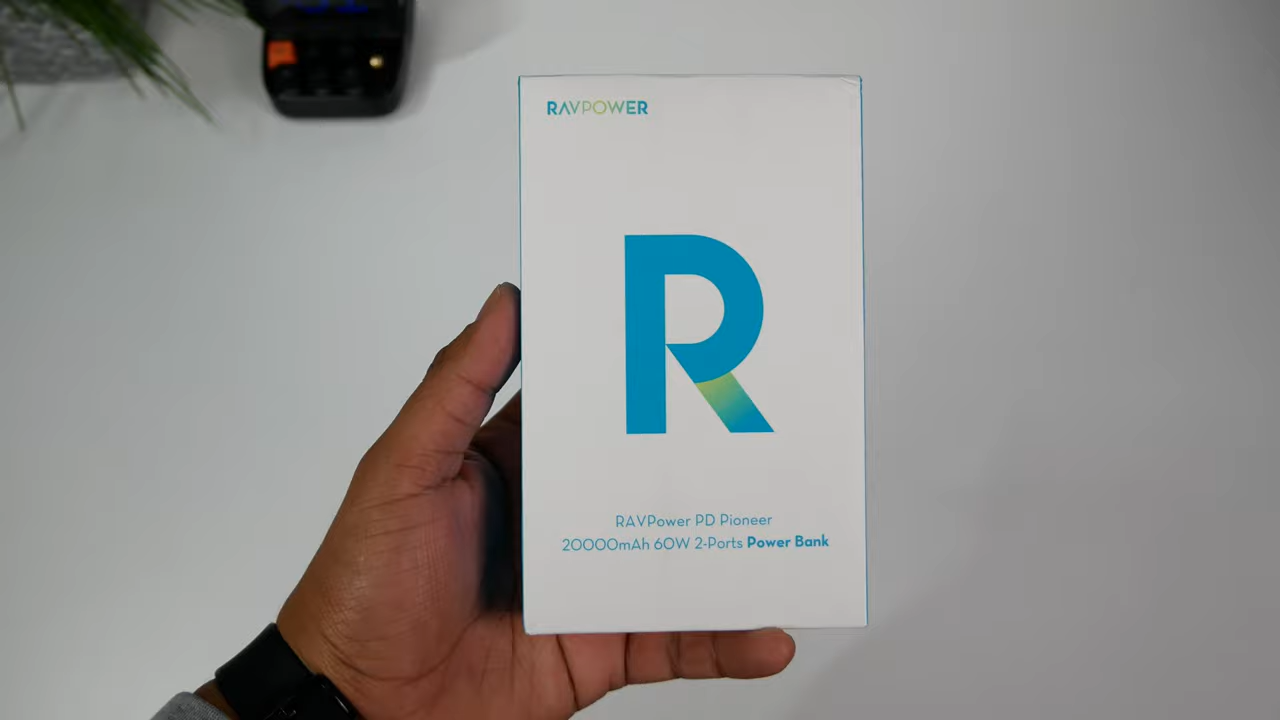 RAVPOWER
R
RAVPower PD Pioneer
20000mAh 60W 2-Ports Power Bank